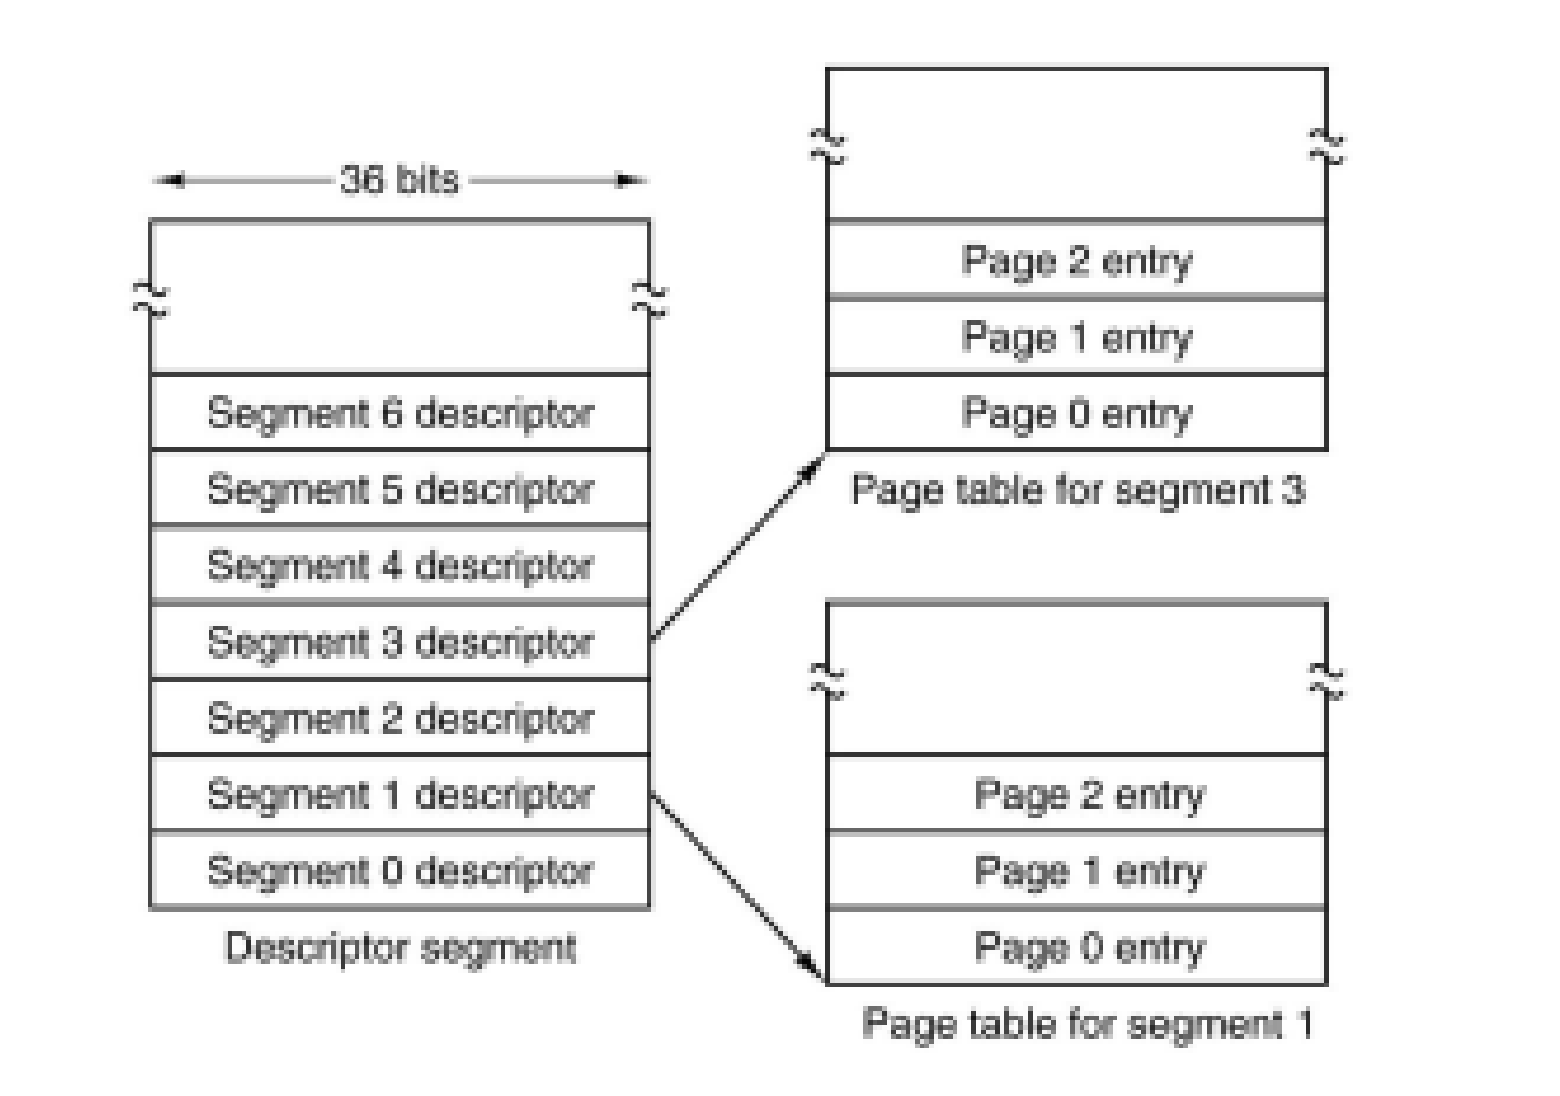 36 bits
Segment 6 descriptor
Segment 5 descriptor
Segment 4 descriptor
Segment 3 descriptor
Segment 2 descriptor
Segment 1 descriptor
Segment 0 descriptor
Descriptor segment
Page 2 entry
Page 1 entry
Page 0 entry
Page table for segment 3
Page 2 entry
Page 1 entry
Page 0 entry
Page table for segment 1